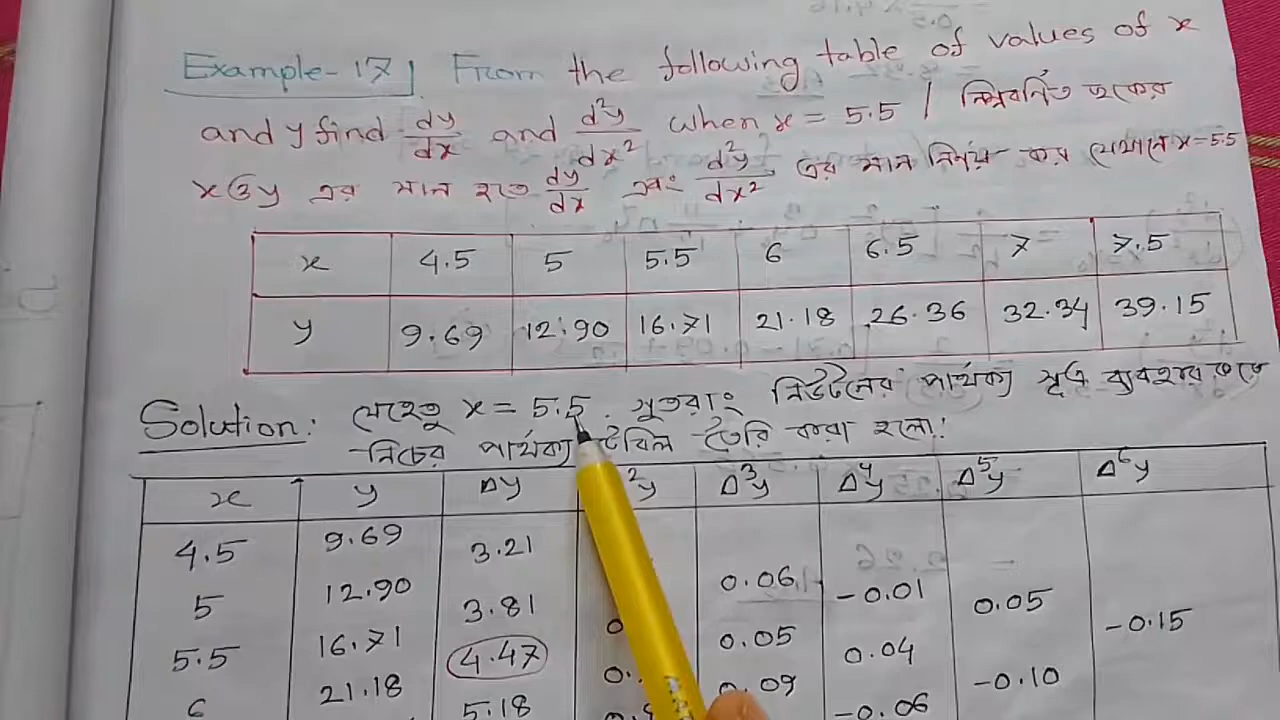 Example-17] From the following table of values of x
and y find dy/dx and d²y/dx² when x = 5.5 / নিম্নবর্ণিত ছকের
x ও y এর মান হতে dy/dx এবং d²y/dx² এর মান নির্ণয় কর যেখানে x=5.5
x 4.5 5 5.5 6 6.5 7 7.5
y 9.69 12.90 16.71 21.18 26.36 32.34 39.15
Solution: যেহেতু x = 5.5. সুতরাং নিউটনের পার্থক্য সূত্র ব্যবহার করতে
নিচের পার্থক্য টেবিল তৈরি করা হলো:
x y Δy ²y Δ³y Δ⁴y Δ⁵y Δ⁶y
4.5 9.69 3.21
5 12.90 3.81 0.06 -0.01 0.05 -0.15
5.5 16.71 4.47 0.05 0.04 -0.10
6 21.18 5.18 0.09 -0.06